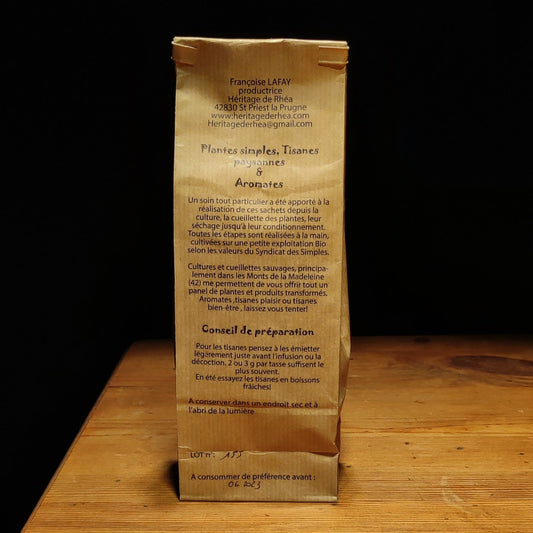 Françoise LAFAY
productrice
Héritage de Rhéa
42830 St Priest la Prugne
www.heritagederhea.com
Heritagederhea@gmail.com
Plantes simples, Tisanes
paysannes
&
Aromates
Un soin tout particulier a été apporté à la
réalisation de ces sachets depuis la
culture, la cueillette des plantes, leur
séchage jusqu'à leur conditionnement.
Toutes les étapes sont réalisées à la main,
cultivées sur une petite exploitation Bio
selon les valeurs du Syndicat des Simples.
Cultures et cueillettes sauvages, principa-
lement dans les Monts de la Madeleine
(42) me permettent de vous offrir tout un
panel de plantes et produits transformés.
Aromates ,tisanes plaisir ou tisanes
bien-être , laissez vous tenter!
Conseil de préparation
Pour les tisanes pensez à les émietter
légèrement juste avant l'infusion ou la
décoction. 2 ou 3 g par tasse suffisent le
plus souvent.
En été essayez les tisanes en boissons
fraîches!
A conserver dans un endroit sec et à
l'abri de la lumière
LOT n°: 155
A consommer de préférence avant :
06 2023